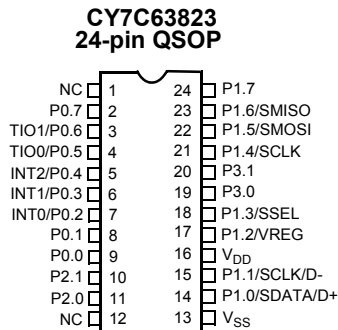 CY7C63823
24-pin QSOP
NC 1 24 P1.7
P0.7 2 23 P1.6/SMISO
TIO1/P0.6 3 22 P1.5/SMOSI
TIO0/P0.5 4 21 P1.4/SCLK
INT2/P0.4 5 20 P3.1
INT1/P0.3 6 19 P3.0
INT0/P0.2 7 18 P1.3/SSEL
P0.1 8 17 P1.2/VREG
P0.0 9 16 VDD
P2.1 10 15 P1.1/SCLK/D-
P2.0 11 14 P1.0/SDATA/D+
NC 12 13 VSS